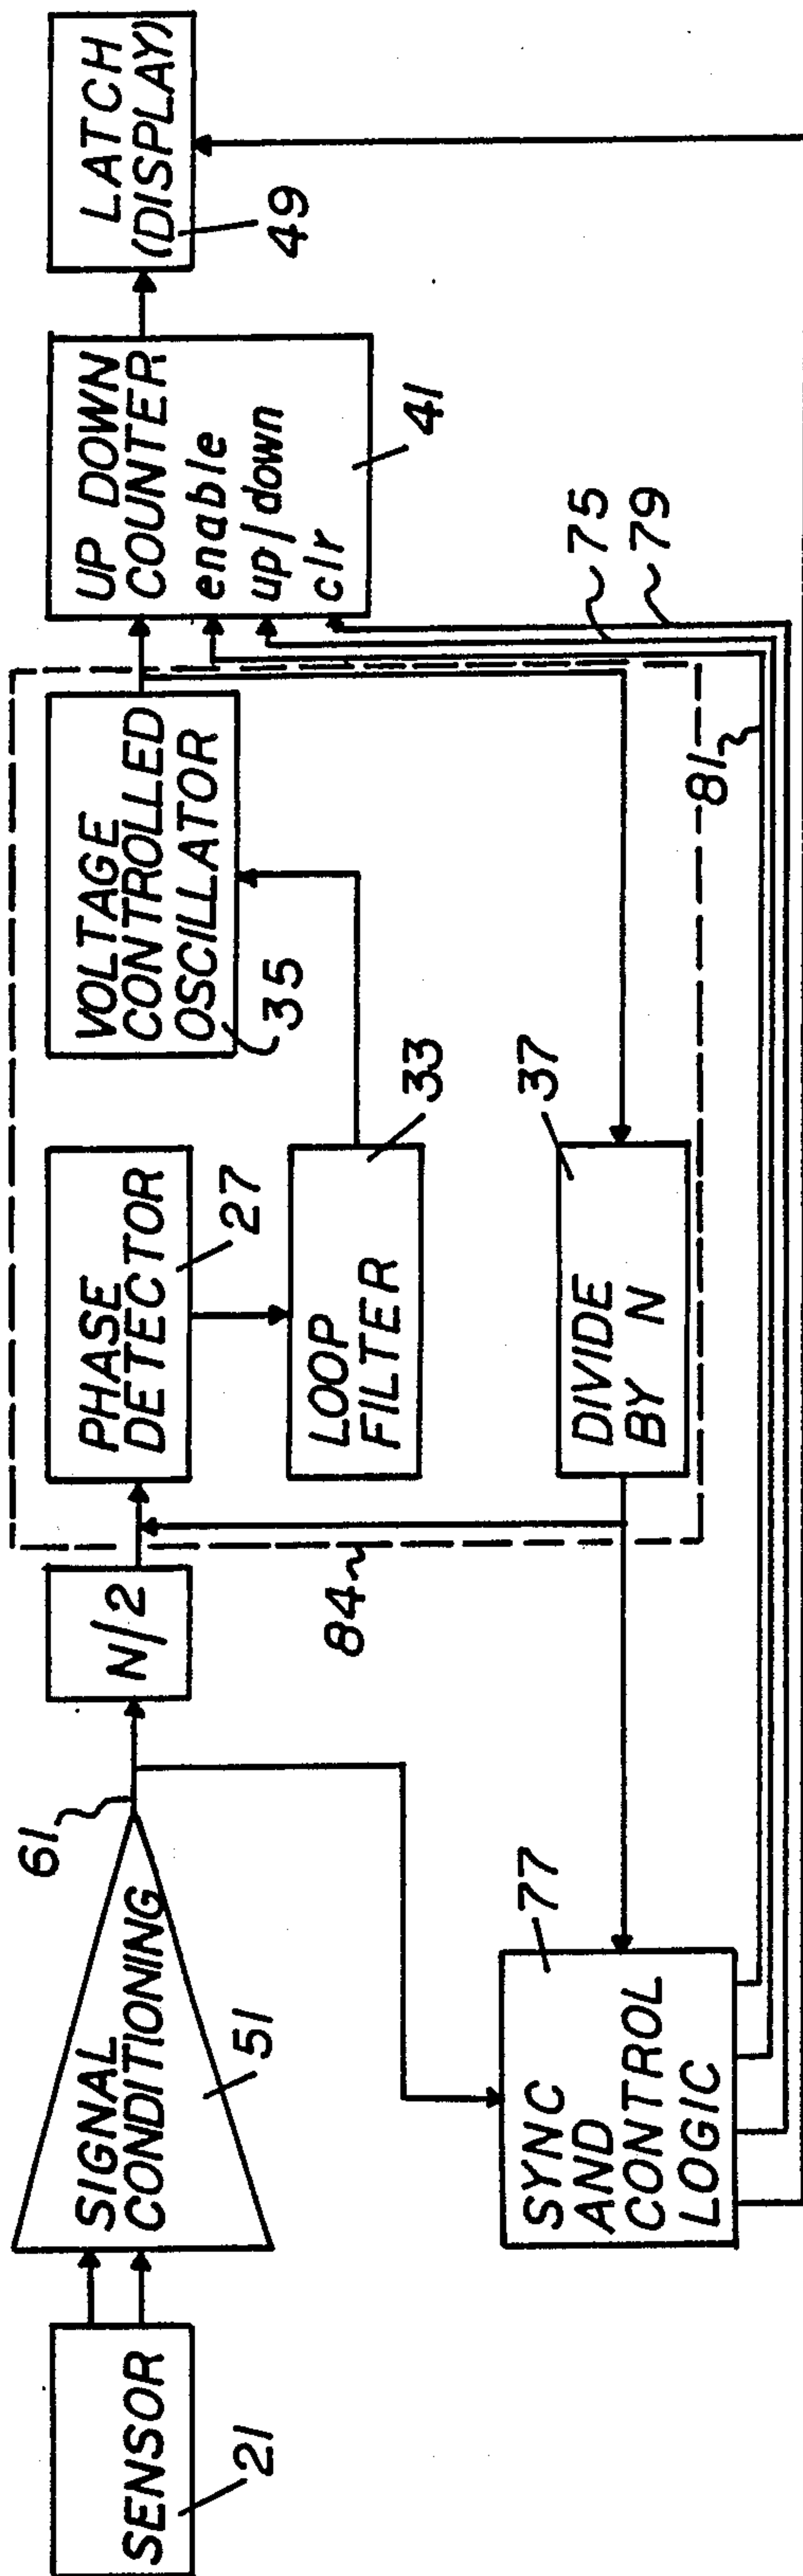 SENSOR
21
SIGNAL
CONDITIONING
51
61
N/2
84
PHASE
DETECTOR
27
LOOP
FILTER
33
VOLTAGE
CONTROLLED
OSCILLATOR
35
DIVIDE
BY N
37
SYNC
AND
CONTROL
LOGIC
77
UP DOWN
COUNTER
enable
up/down
clr
41
75
79
81
LATCH
(DISPLAY)
49